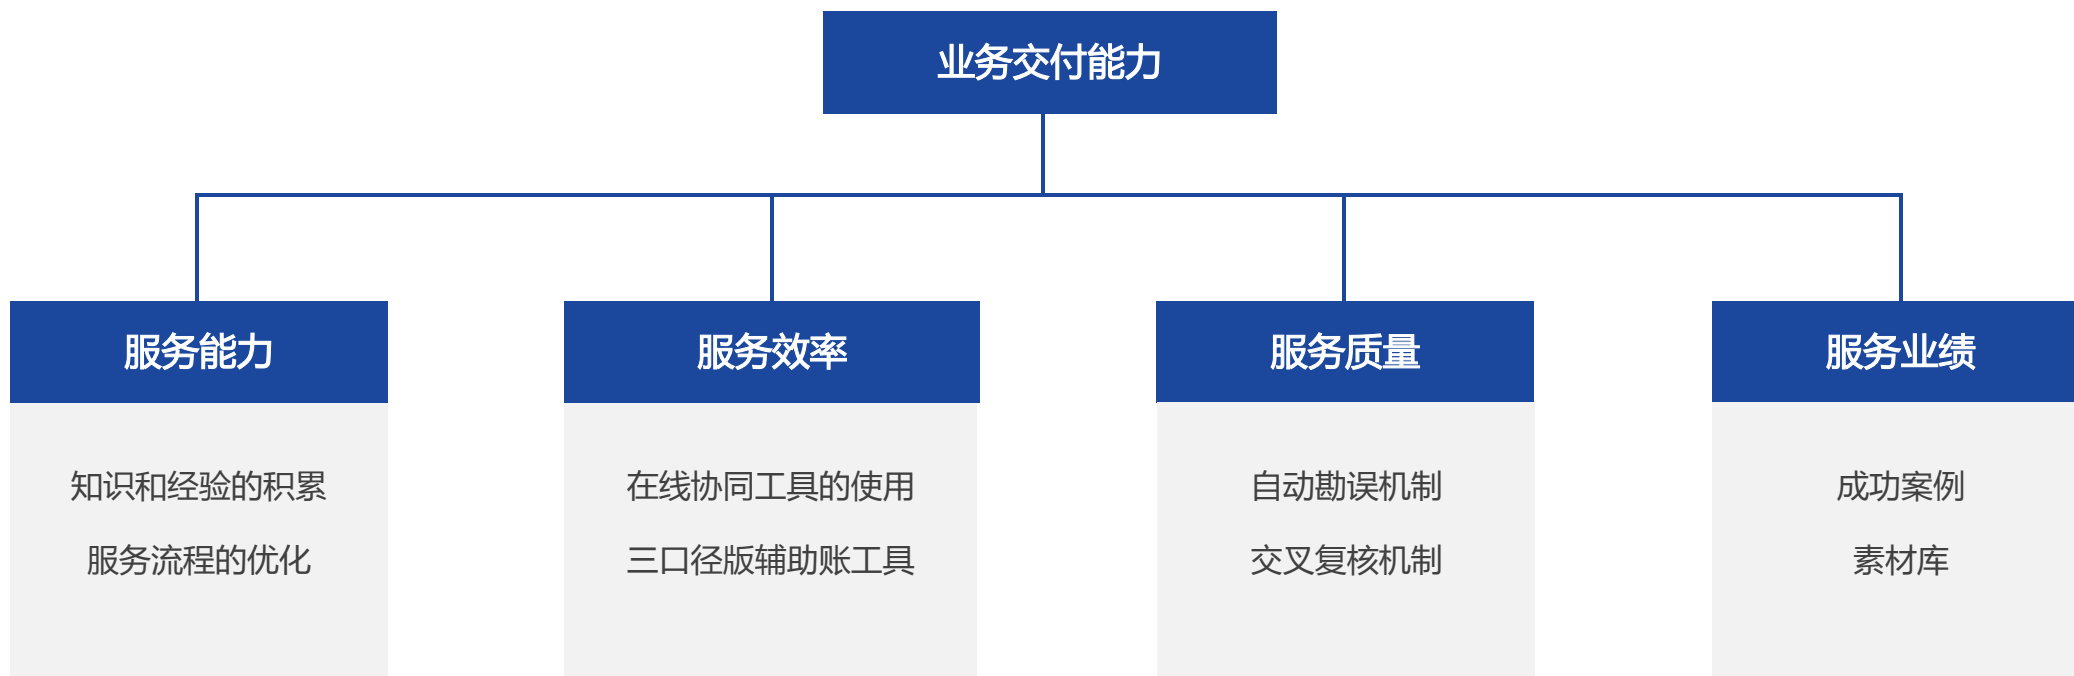 业务交付能力
服务能力
服务效率
服务质量
服务业绩
知识和经验的积累
服务流程的优化
在线协同工具的使用
三口径版辅助账工具
自动勘误机制
交叉复核机制
成功案例
素材库